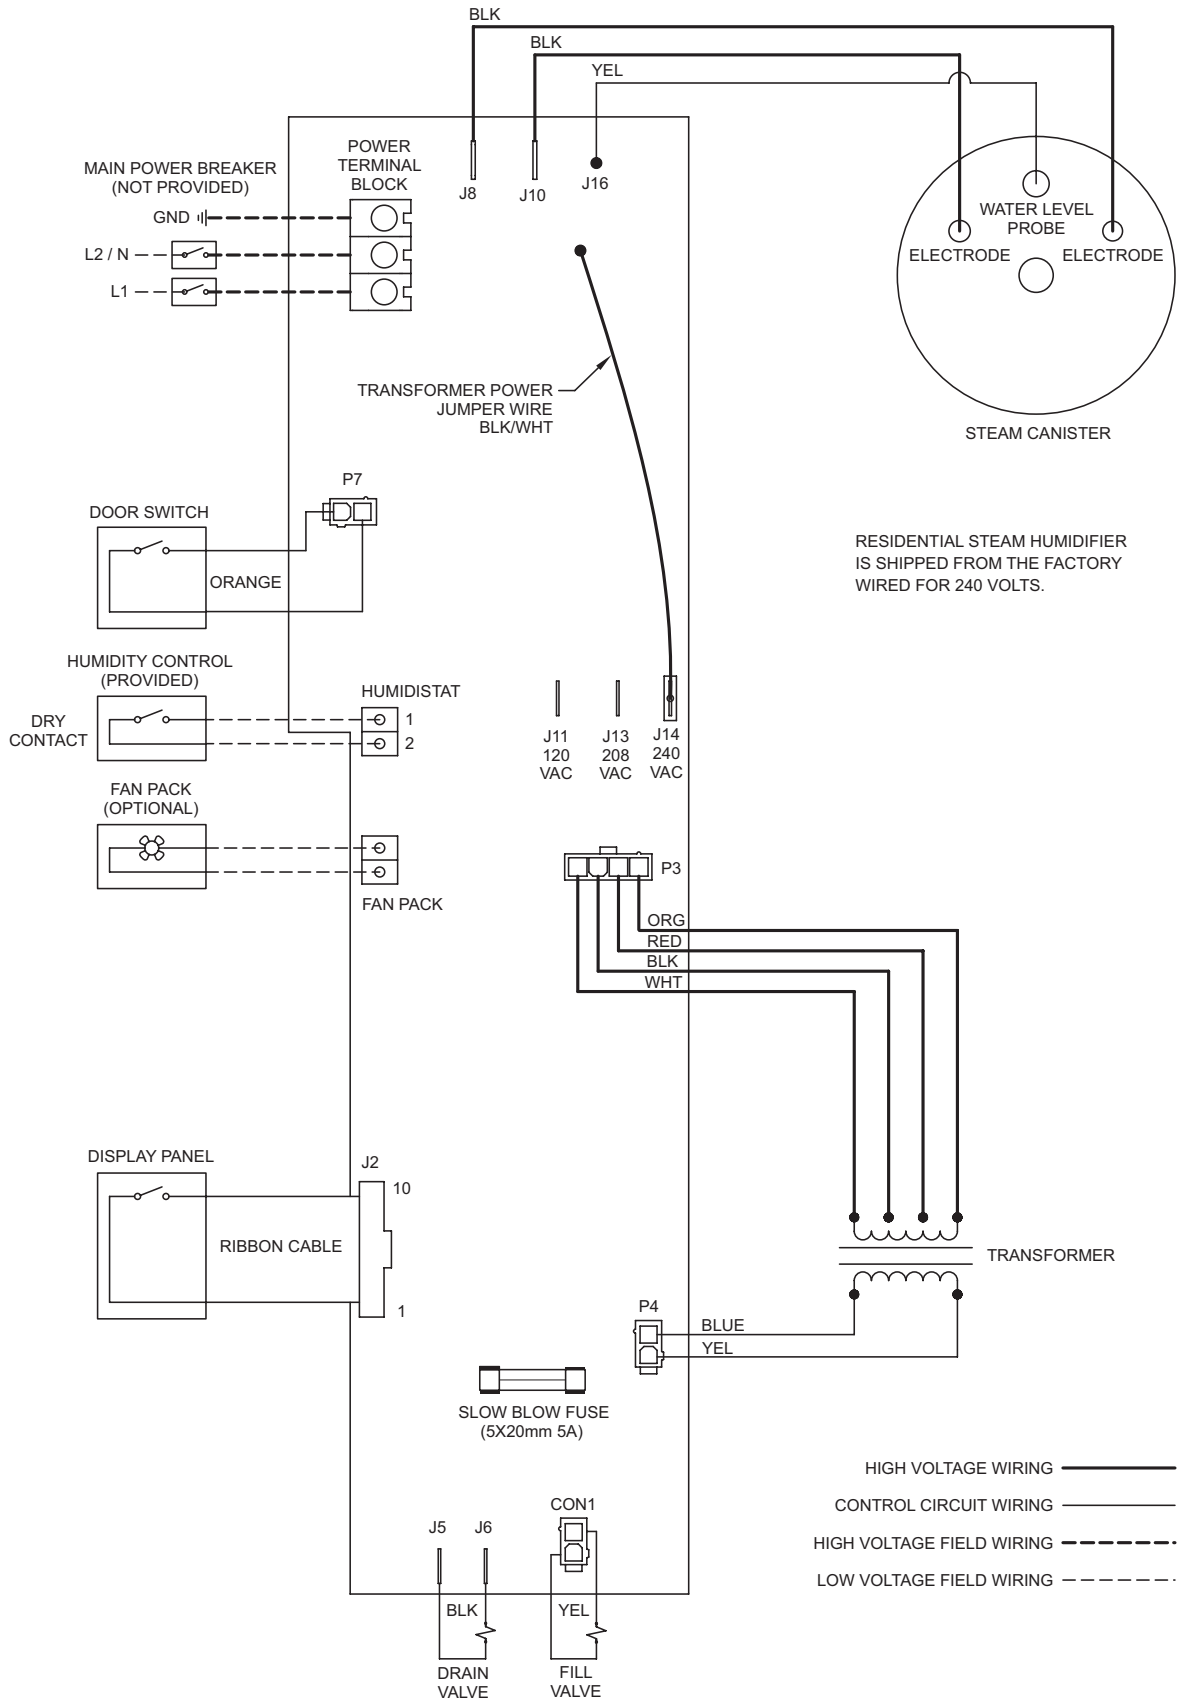 BLK
BLK
YEL
POWER
TERMINAL
BLOCK
MAIN POWER BREAKER
(NOT PROVIDED)
J8
J10
J16
GND
L2 / N
L1
WATER LEVEL
PROBE
ELECTRODE
ELECTRODE
STEAM CANISTER
TRANSFORMER POWER
JUMPER WIRE
BLK/WHT
P7
DOOR SWITCH
ORANGE
RESIDENTIAL STEAM HUMIDIFIER
IS SHIPPED FROM THE FACTORY
WIRED FOR 240 VOLTS.
HUMIDITY CONTROL
(PROVIDED)
DRY
CONTACT
HUMIDISTAT
1
2
J11
120
VAC
J13
208
VAC
J14
240
VAC
FAN PACK
(OPTIONAL)
FAN PACK
P3
ORG
RED
BLK
WHT
DISPLAY PANEL
J2
10
RIBBON CABLE
1
TRANSFORMER
P4
BLUE
YEL
SLOW BLOW FUSE
(5X20mm 5A)
HIGH VOLTAGE WIRING
CONTROL CIRCUIT WIRING
HIGH VOLTAGE FIELD WIRING
LOW VOLTAGE FIELD WIRING
CON1
J5
J6
BLK
YEL
DRAIN
VALVE
FILL
VALVE